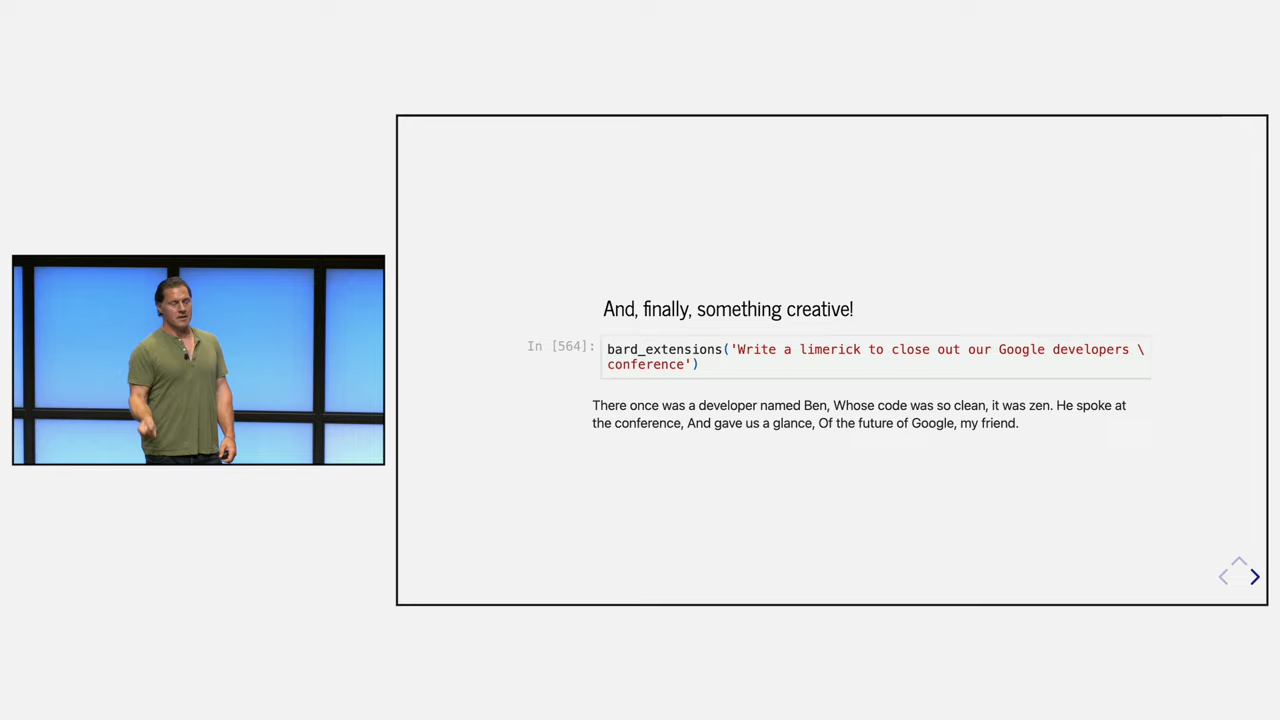 And, finally, something creative!
In [564]:
bard_extensions('Write a limerick to close out our Google developers \
conference')
There once was a developer named Ben, Whose code was so clean, it was zen. He spoke at
the conference, And gave us a glance, Of the future of Google, my friend.